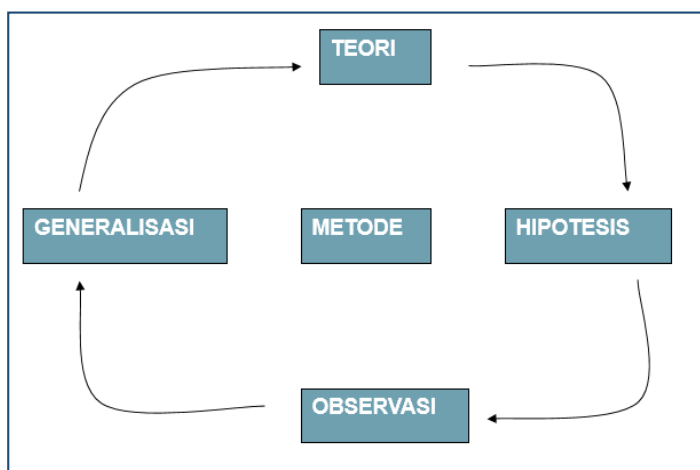 TEORI
GENERALISASI
METODE
HIPOTESIS
OBSERVASI